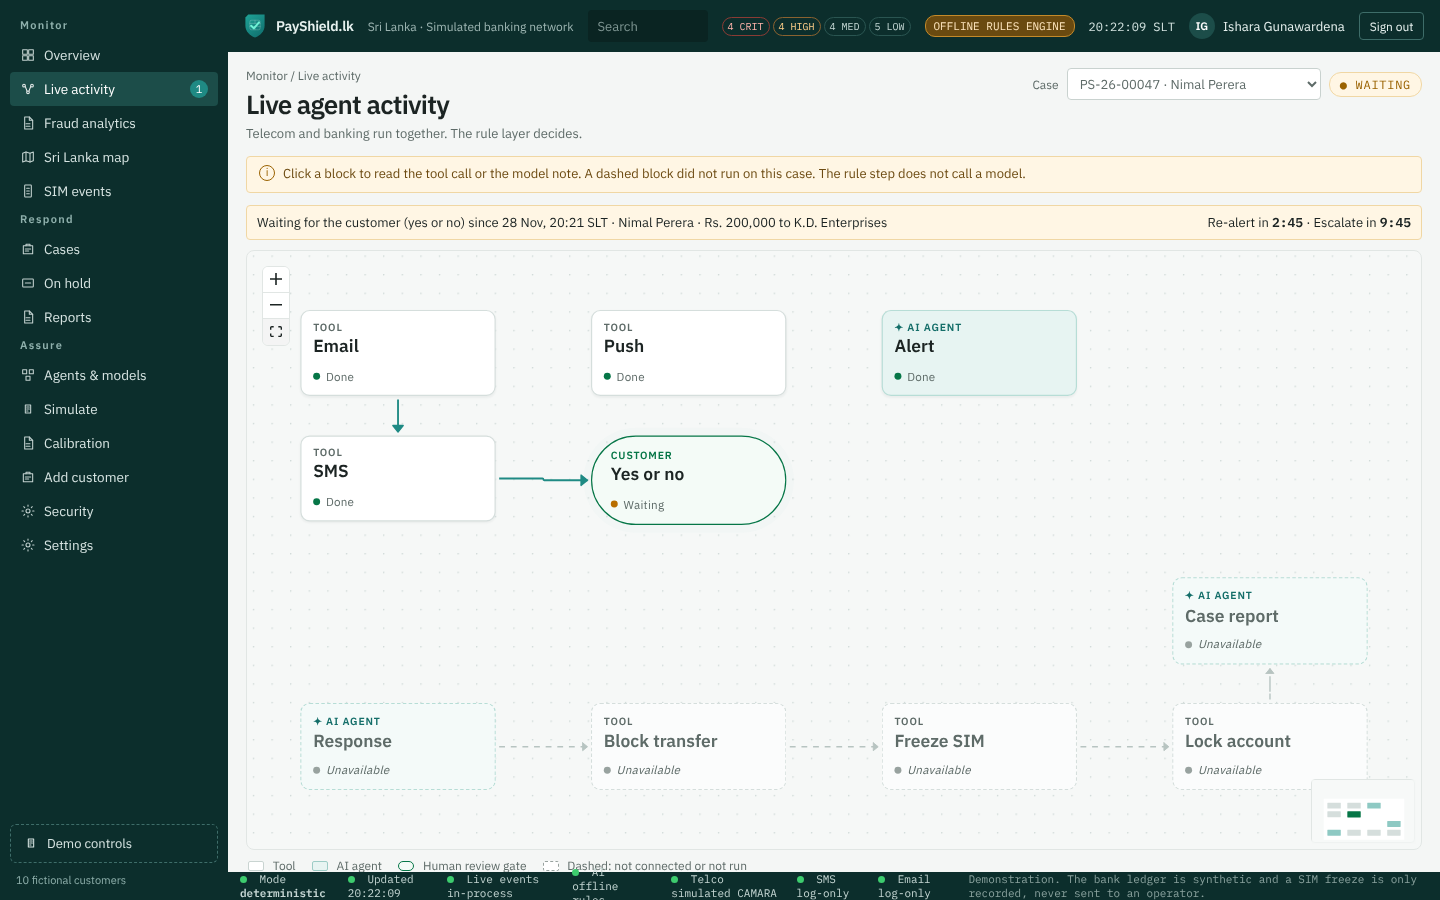 Monitor
Overview
Live activity 1
Fraud analytics
Sri Lanka map
SIM events
Respond
Cases
On hold
Reports
Assure
Agents & models
Simulate
Calibration
Add customer
Security
Settings
Demo controls
10 fictional customers
PayShield.lk Sri Lanka · Simulated banking network Search 4 CRIT 4 HIGH 4 MED 5 LOW OFFLINE RULES ENGINE 20:22:09 SLT IG Ishara Gunawardena Sign out
Monitor / Live activity
Live agent activity
Telecom and banking run together. The rule layer decides.
Case PS-26-00047 · Nimal Perera WAITING
Click a block to read the tool call or the model note. A dashed block did not run on this case. The rule step does not call a model.
Waiting for the customer (yes or no) since 28 Nov, 20:21 SLT · Nimal Perera · Rs. 200,000 to K.D. Enterprises Re-alert in 2:45 · Escalate in 9:45
TOOL
Email
Done
TOOL
Push
Done
AI AGENT
Alert
Done
TOOL
SMS
Done
CUSTOMER
Yes or no
Waiting
AI AGENT
Case report
Unavailable
AI AGENT
Response
Unavailable
TOOL
Block transfer
Unavailable
TOOL
Freeze SIM
Unavailable
TOOL
Lock account
Unavailable
Tool AI agent Human review gate Dashed: not connected or not run
Mode
deterministic
Updated
20:22:09
Live events
in-process
AI
offline
rules
Telco
simulated CAMARA
SMS
log-only
Email
log-only
Demonstration. The bank ledger is synthetic and a SIM freeze is only
recorded, never sent to an operator.